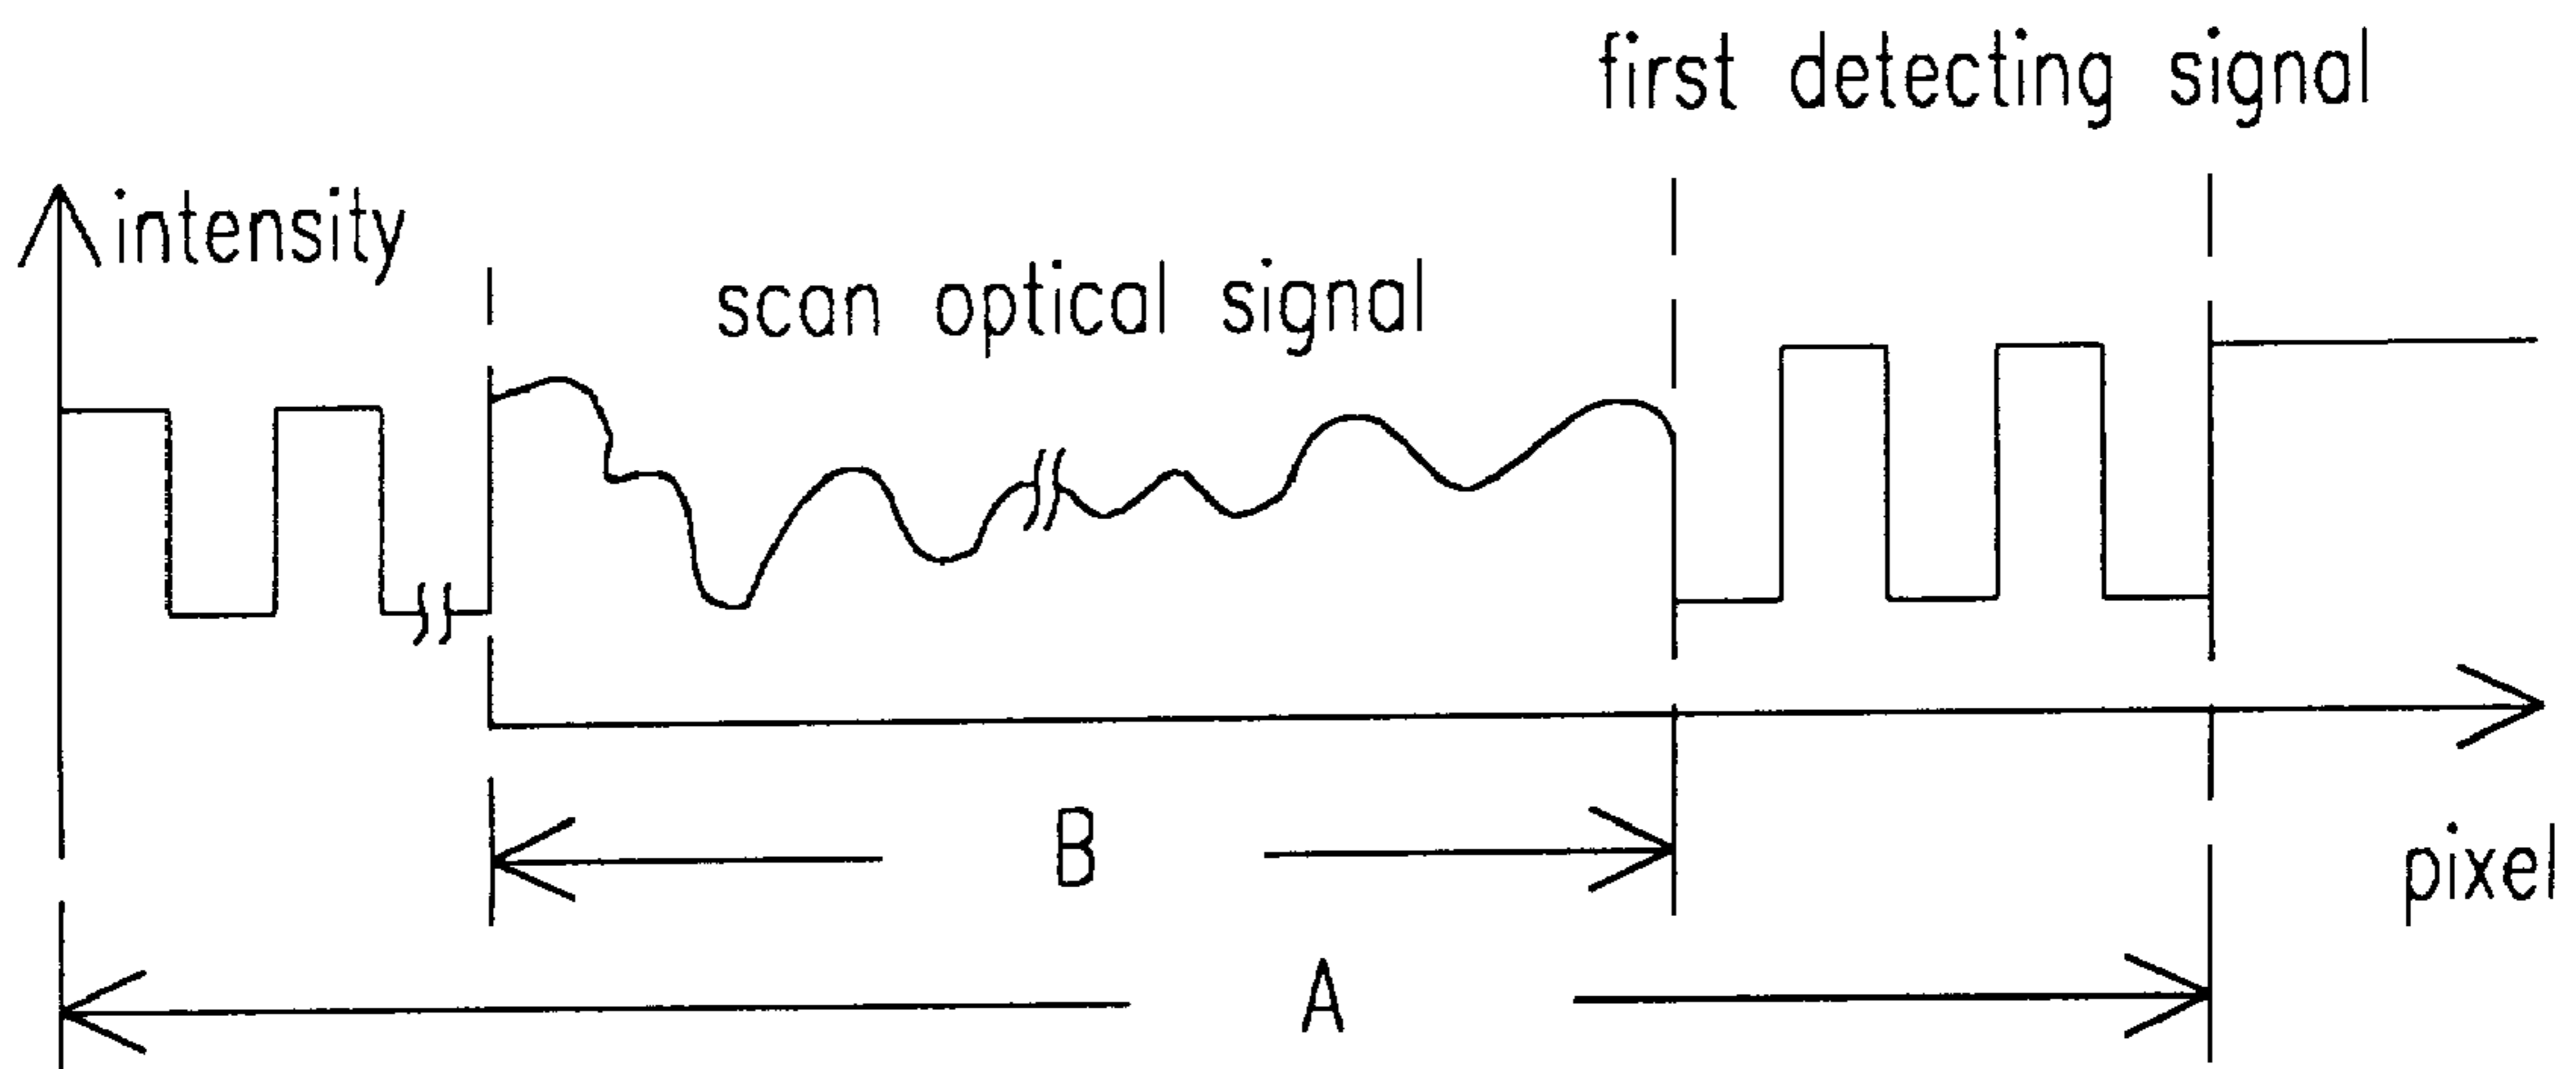 first detecting signal
intensity
scan optical signal
B
pixel
A